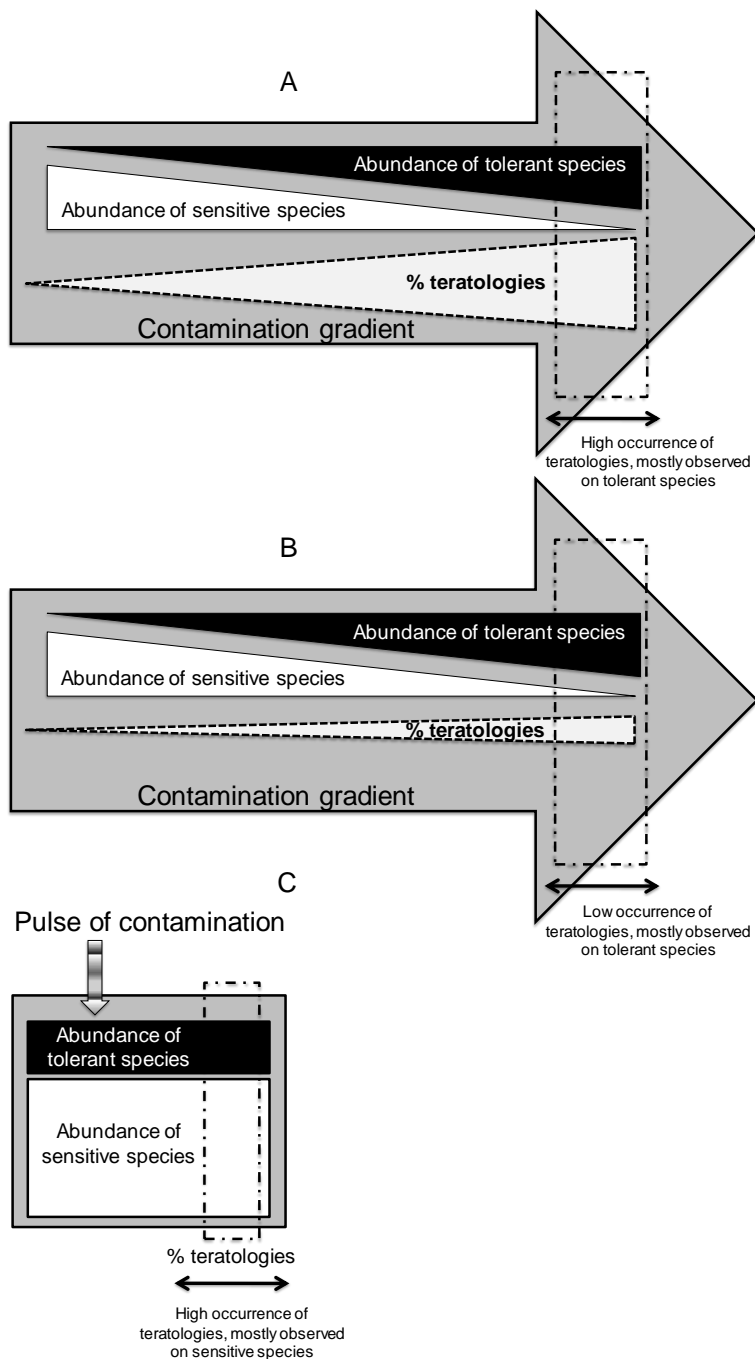 A
Abundance of tolerant species
Abundance of sensitive species
% teratologies
Contamination gradient
High occurrence of
teratologies, mostly observed
on tolerant species
B
Abundance of tolerant species
Abundance of sensitive species
% teratologies
Contamination gradient
Low occurrence of
teratologies, mostly observed
on tolerant species
C
Pulse of contamination
Abundance of
tolerant species
Abundance of
sensitive species
% teratologies
High occurrence of
teratologies, mostly observed
on sensitive species